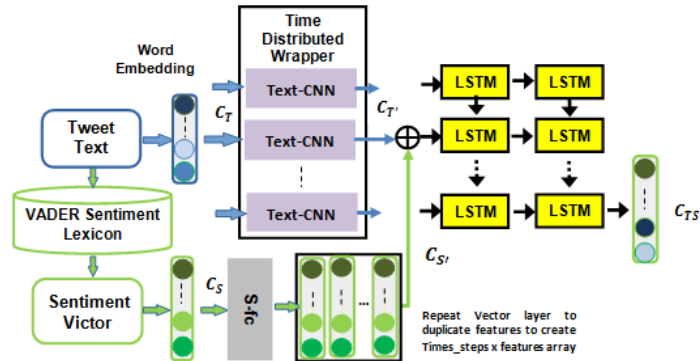 Time
Distributed
Wrapper
Word
Embedding
Text-CNN
Text-CNN
Text-CNN
C_T
C_T'
LSTM
LSTM
LSTM
LSTM
LSTM
LSTM
Tweet
Text
VADER Sentiment
Lexicon
Sentiment
Victor
C_S
S-fc
...
C_S'
C_TS
Repeat Vector layer to
duplicate features to create
Times_steps x features array